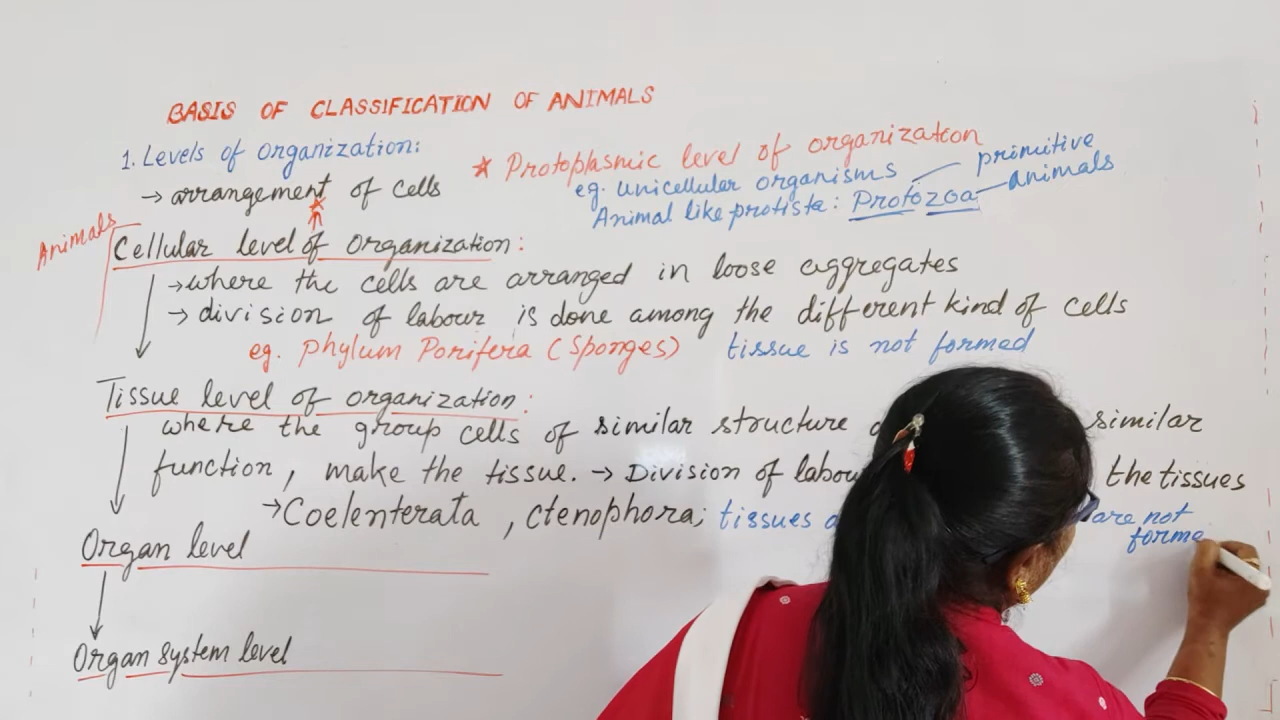 BASIS OF CLASSIFICATION OF ANIMALS
1. Levels of organization:
→ arrangement of cells
★ Protoplasmic level of organization
eg. unicellular organisms primitive
Animal like protista: Protozoa animals
Animals
Cellular level of organization:
→ where the cells are arranged in loose aggregates
→ division of labour is done among the different kind of cells
eg. Phylum Porifera (Sponges) tissue is not formed
Tissue level of organization:
where the group cells of similar structure similar
function, make the tissue. → Division of labou the tissues
→ Coelenterata, ctenophora; tissues are not
forme
Organ level
Organ system level